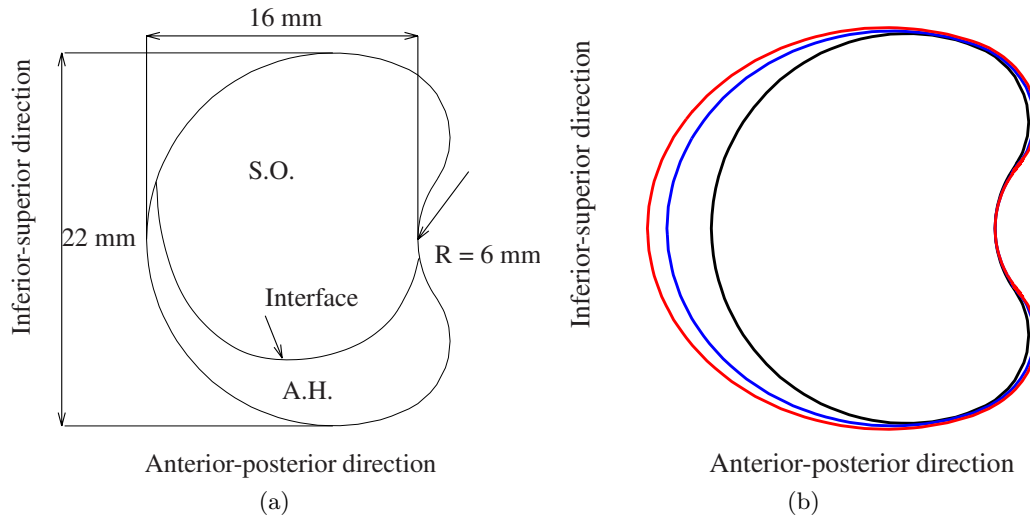 16 mm
Inferior-superior direction
S.O.
22 mm
R = 6 mm
Interface
A.H.
Anterior-posterior direction
(a)
Inferior-superior direction
Anterior-posterior direction
(b)